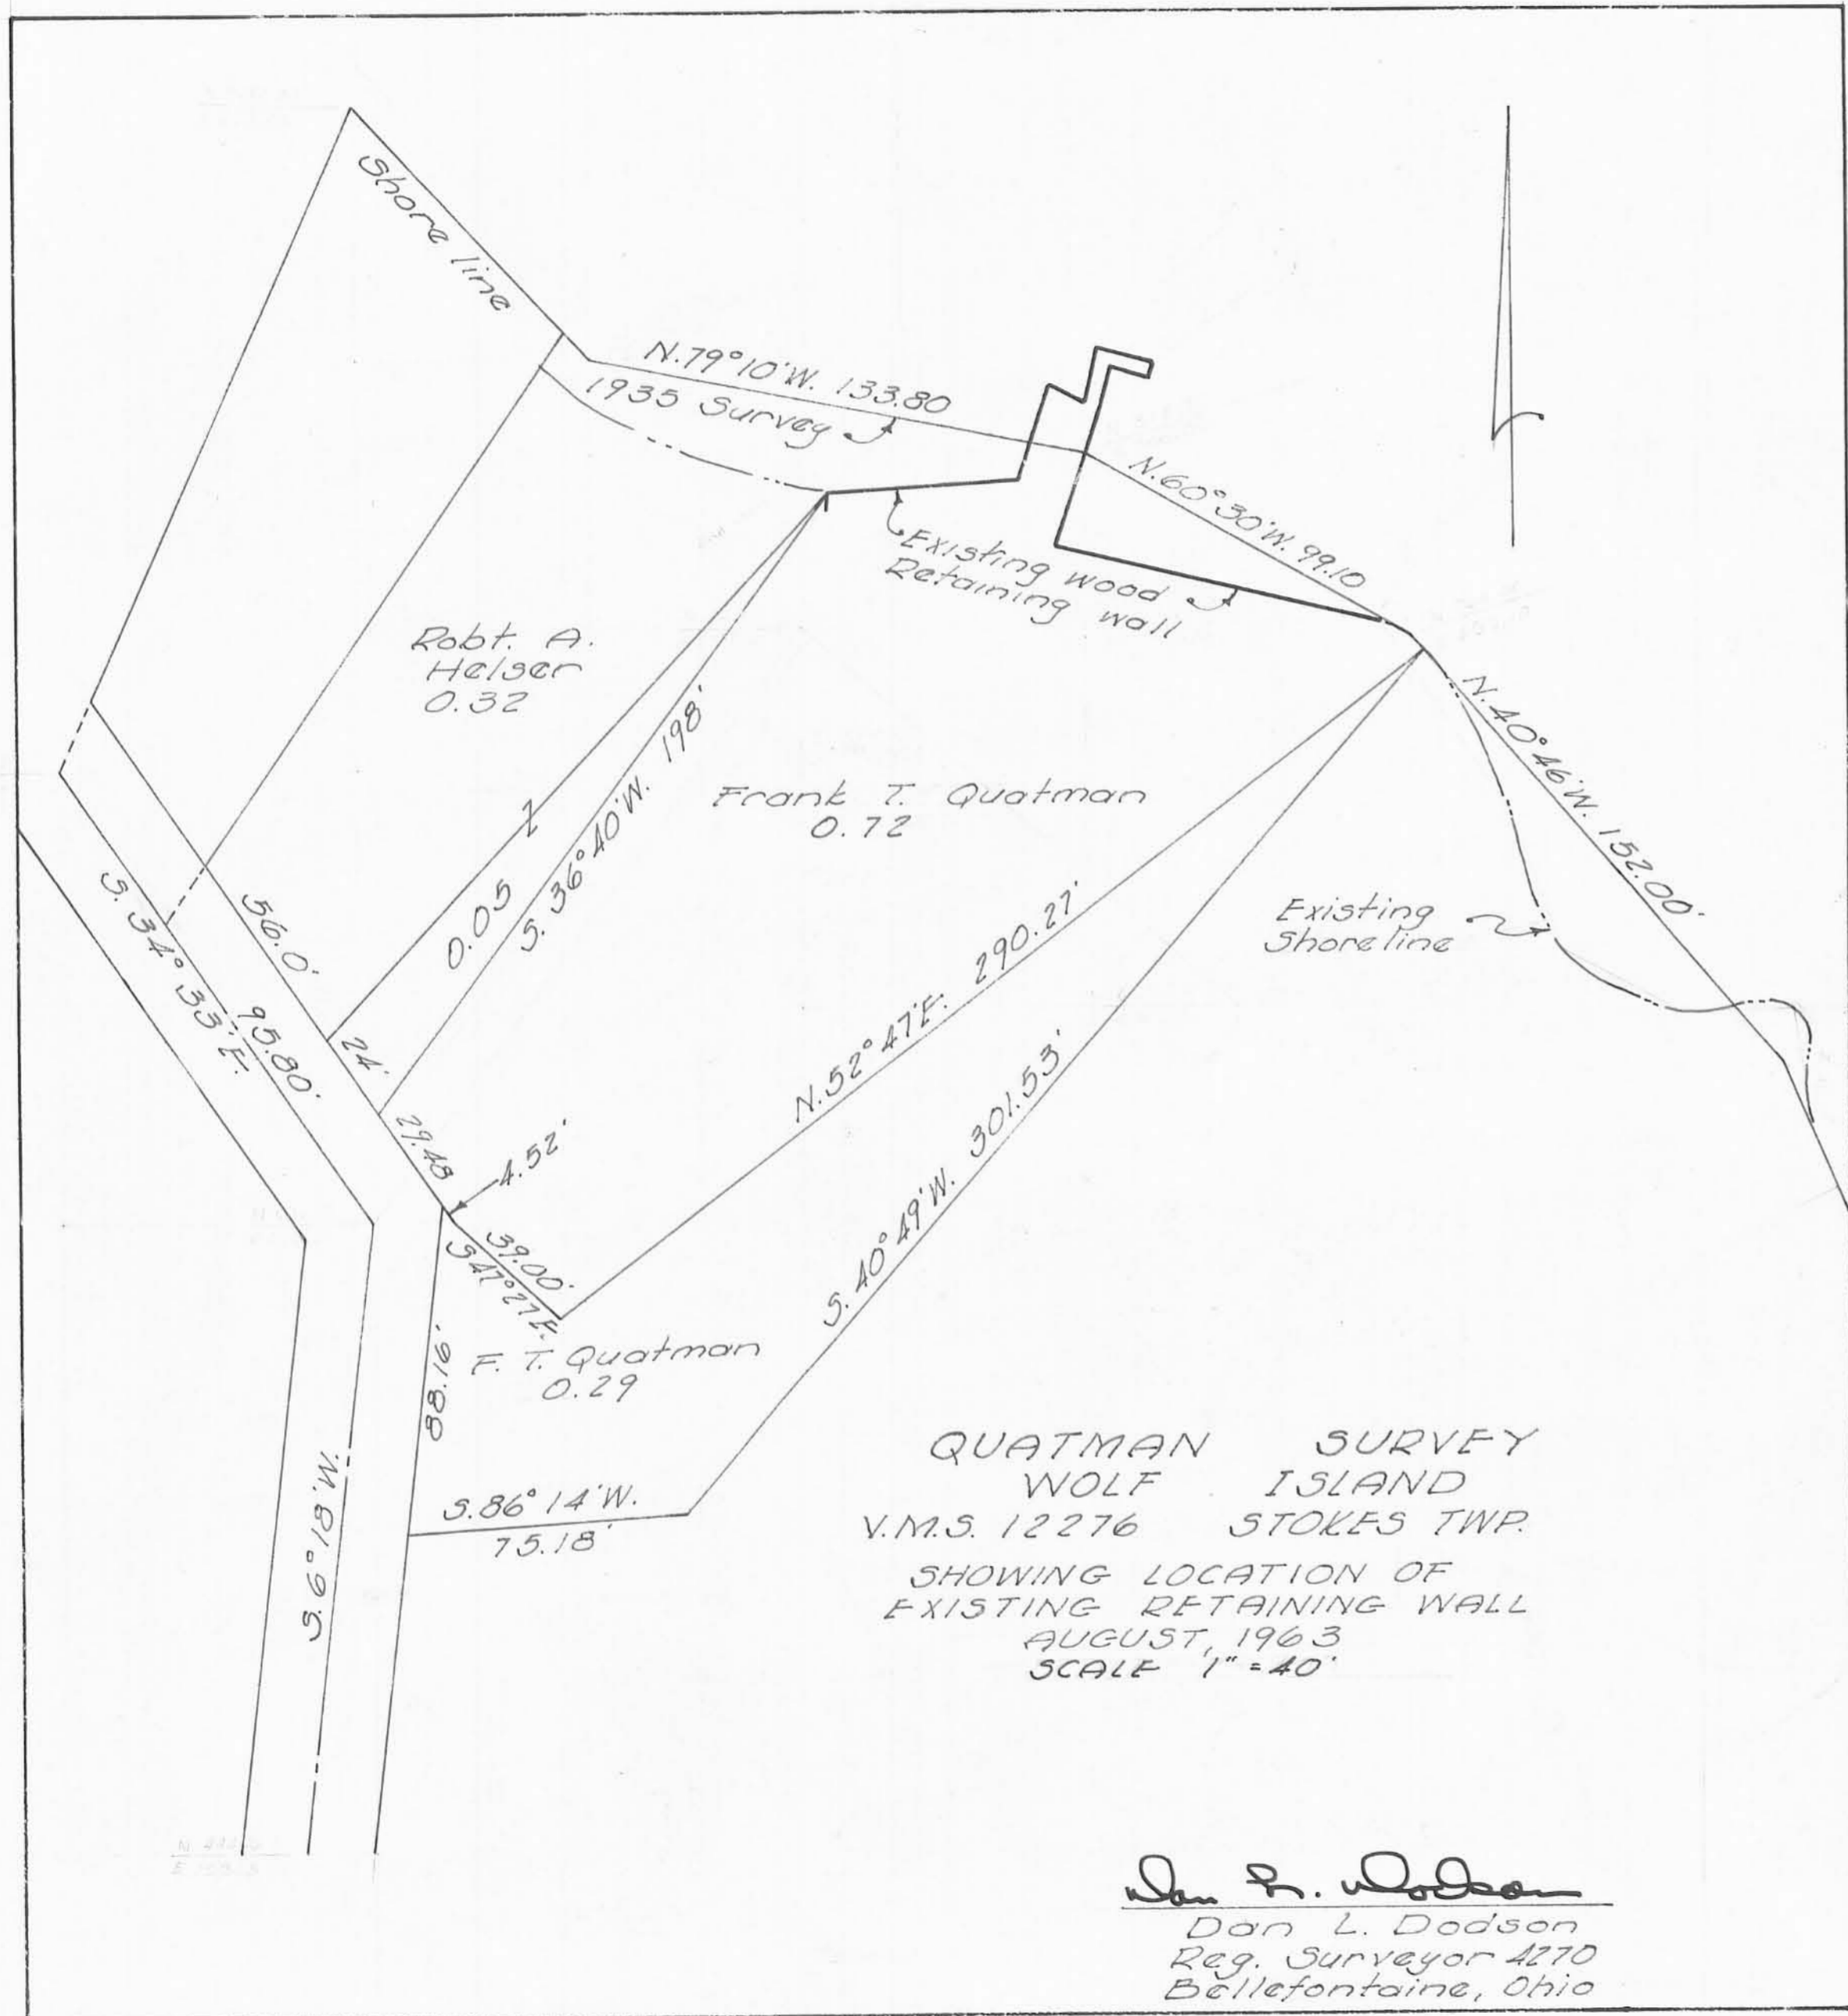 Shore line
N.79°10'W. 133.80
1935 Survey
N.60°30'W. 99.10
Existing wood
Retaining wall
Robt. A.
Helser
0.32
N.40°46'W. 152.00'
S.36°40'W. 198'
Frank T. Quatman
0.72
0.05
Existing
Shoreline
56.0'
S.34°33'E.
95.80'
24'
N.52°47'E. 290.27'
S.40°49'W. 301.53'
29.48
4.52'
39.00'
S47°27'E.
88.16'
F. T. Quatman
0.29
S.6°18'W.
S.86°14'W.
75.18'
QUATMAN SURVEY
WOLF ISLAND
V.M.S. 12276 STOKES TWP.
SHOWING LOCATION OF
EXISTING RETAINING WALL
AUGUST, 1963
SCALE 1"=40'
Dan L. Dodson
Dan L. Dodson
Reg. Surveyor 4270
Bellefontaine, Ohio